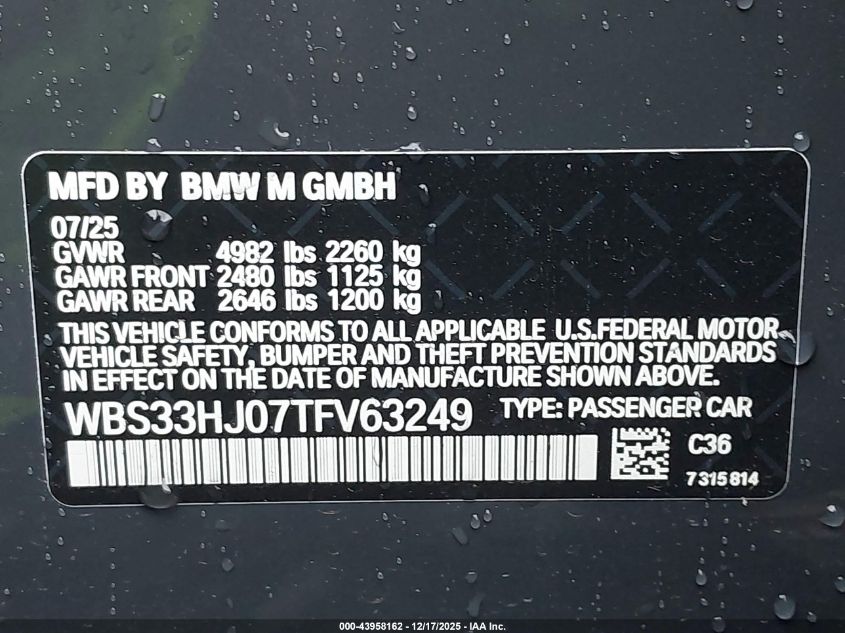 MFD BY BMW M GMBH
07/25
GVWR 4982 lbs 2260 kg
GAWR FRONT 2480 lbs 1125 kg
GAWR REAR 2646 lbs 1200 kg
THIS VEHICLE CONFORMS TO ALL APPLICABLE U.S.FEDERAL MOTOR
VEHICLE SAFETY, BUMPER AND THEFT PREVENTION STANDARDS
IN EFFECT ON THE DATE OF MANUFACTURE SHOWN ABOVE.
WBS33HJ07TFV63249 TYPE: PASSENGER CAR
C36
7315814
000-43958162 - 12/17/2025 - IAA Inc.